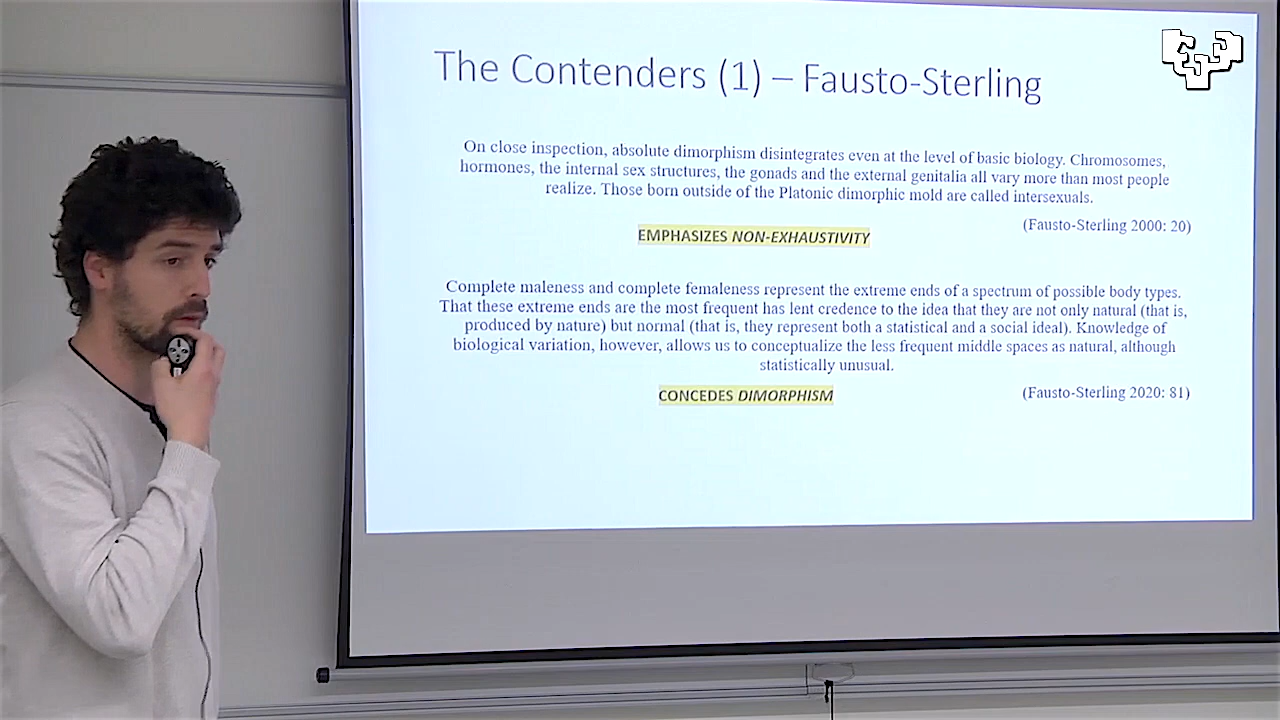 The Contenders (1) – Fausto-Sterling
On close inspection, absolute dimorphism disintegrates even at the level of basic biology. Chromosomes,
hormones, the internal sex structures, the gonads and the external genitalia all vary more than most people
realize. Those born outside of the Platonic dimorphic mold are called intersexuals.
(Fausto-Sterling 2000: 20)
EMPHASIZES NON-EXHAUSTIVITY
Complete maleness and complete femaleness represent the extreme ends of a spectrum of possible body types.
That these extreme ends are the most frequent has lent credence to the idea that they are not only natural (that is,
produced by nature) but normal (that is, they represent both a statistical and a social ideal). Knowledge of
biological variation, however, allows us to conceptualize the less frequent middle spaces as natural, although
statistically unusual.
(Fausto-Sterling 2020: 81)
CONCEDES DIMORPHISM